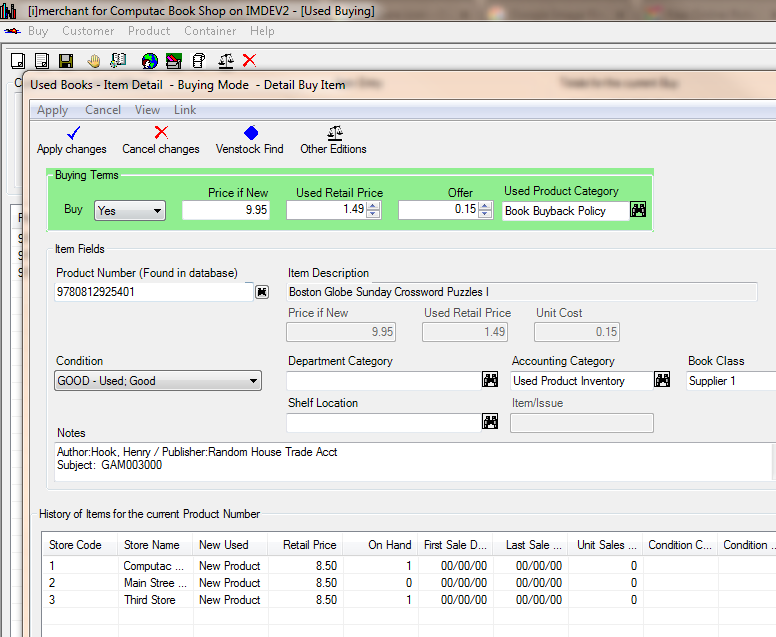 [i]merchant for Computac Book Shop on IMDEV2 - [Used Buying]
Buy Customer Product Container Help
Used Books - Item Detail - Buying Mode - Detail Buy Item
Apply Cancel View Link
Apply changes Cancel changes Venstock Find Other Editions
Buying Terms
Price if New Used Retail Price Offer Used Product Category
Buy Yes 9.95 1.49 0.15 Book Buyback Policy
Item Fields
Product Number (Found in database) Item Description
9780812925401 Boston Globe Sunday Crossword Puzzles I
Price if New Used Retail Price Unit Cost
9.95 1.49 0.15
Condition Department Category Accounting Category Book Class
GOOD - Used; Good Used Product Inventory Supplier 1
Shelf Location Item/Issue
Notes
Author:Hook, Henry / Publisher:Random House Trade Acct
Subject: GAM003000
History of Items for the current Product Number
Store Code Store Name New Used Retail Price On Hand First Sale D... Last Sale ... Unit Sales ... Condition C... Condition ...
1 Computac ... New Product 8.50 1 00/00/00 00/00/00 0
2 Main Stree ... New Product 8.50 0 00/00/00 00/00/00 0
3 Third Store New Product 8.50 1 00/00/00 00/00/00 0